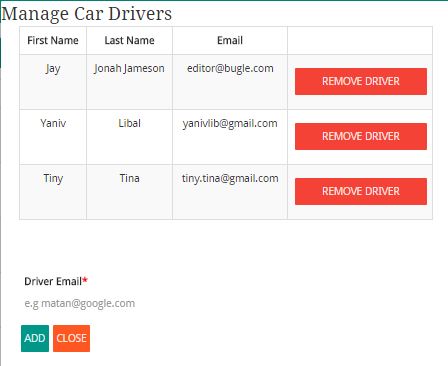 Manage Car Drivers
First Name Last Name Email
Jay Jonah Jameson editor@bugle.com REMOVE DRIVER
Yaniv Libal yanivlib@gmail.com REMOVE DRIVER
Tiny Tina tiny.tina@gmail.com REMOVE DRIVER
Driver Email*
e.g matan@google.com
ADD CLOSE